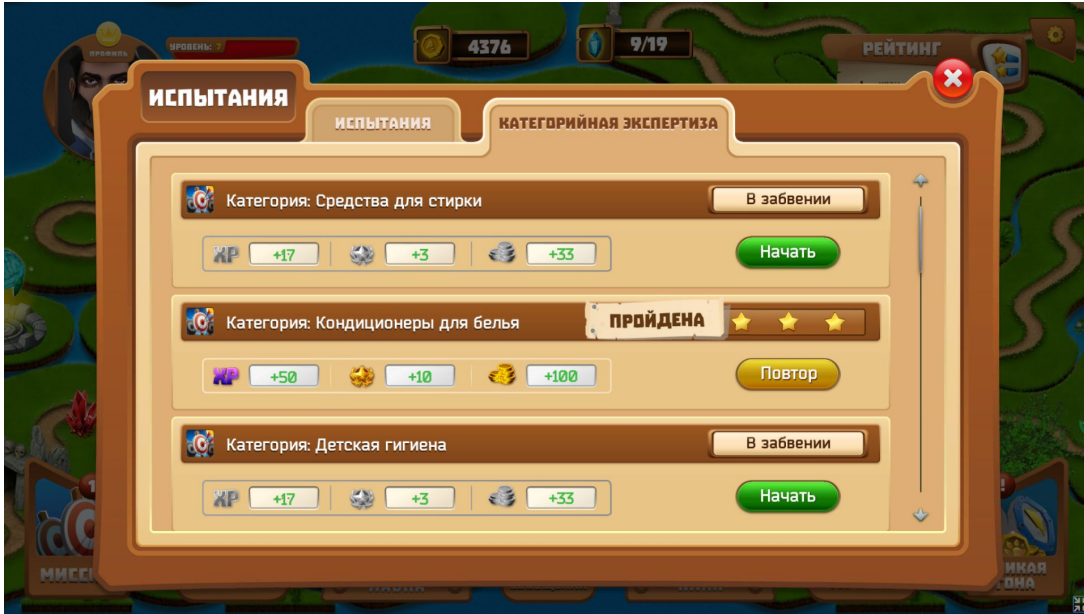 ПРОФИЛЬ
УРОВЕНЬ: 7
4376
9/19
РЕЙТИНГ
ИСПЫТАНИЯ
ИСПЫТАНИЯ
КАТЕГОРИЙНАЯ ЭКСПЕРТИЗА
Категория: Средства для стирки
В забвении
XP +17 +3 +33
Начать
Категория: Кондиционеры для белья
ПРОЙДЕНА
XP +50 +10 +100
Повтор
Категория: Детская гигиена
В забвении
XP +17 +3 +33
Начать